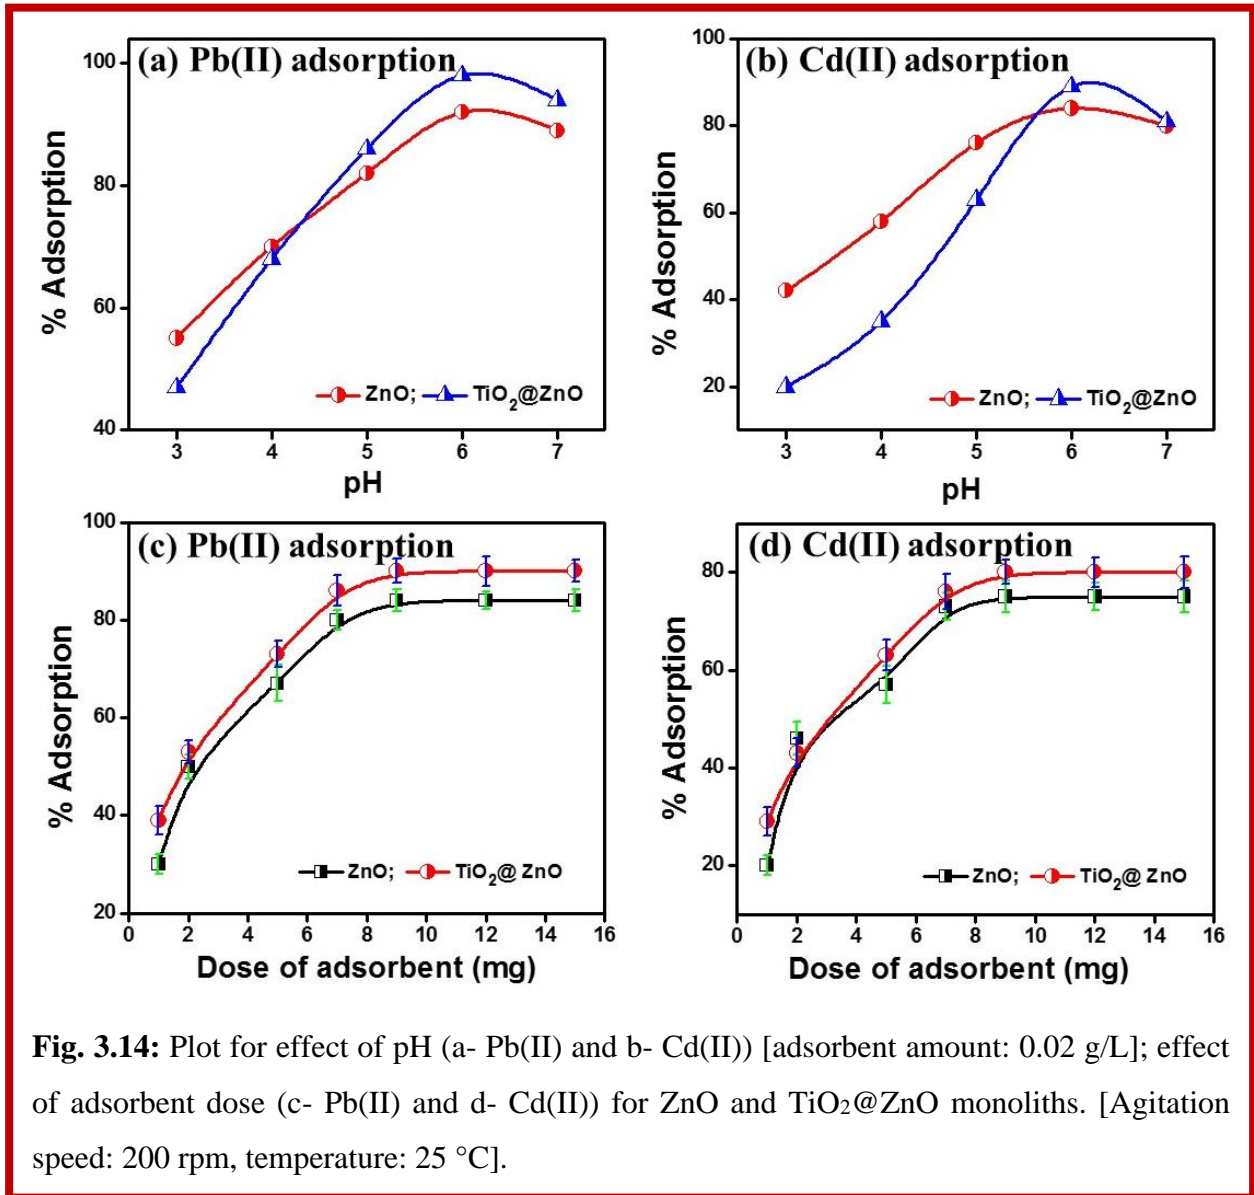 (a) Pb(II) adsorption
100
80
60
40
% Adsorption
3 4 5 6 7
pH
ZnO; TiO2@ZnO
(b) Cd(II) adsorption
100
80
60
40
20
% Adsorption
3 4 5 6 7
pH
ZnO; TiO2@ZnO
(c) Pb(II) adsorption
100
80
60
40
20
% Adsorption
0 2 4 6 8 10 12 14 16
Dose of adsorbent (mg)
ZnO; TiO2@ ZnO
(d) Cd(II) adsorption
80
60
40
20
% Adsorption
0 2 4 6 8 10 12 14 16
Dose of adsorbent (mg)
ZnO; TiO2@ ZnO
Fig. 3.14: Plot for effect of pH (a- Pb(II) and b- Cd(II)) [adsorbent amount: 0.02 g/L]; effect
of adsorbent dose (c- Pb(II) and d- Cd(II)) for ZnO and TiO2@ZnO monoliths. [Agitation
speed: 200 rpm, temperature: 25 °C].